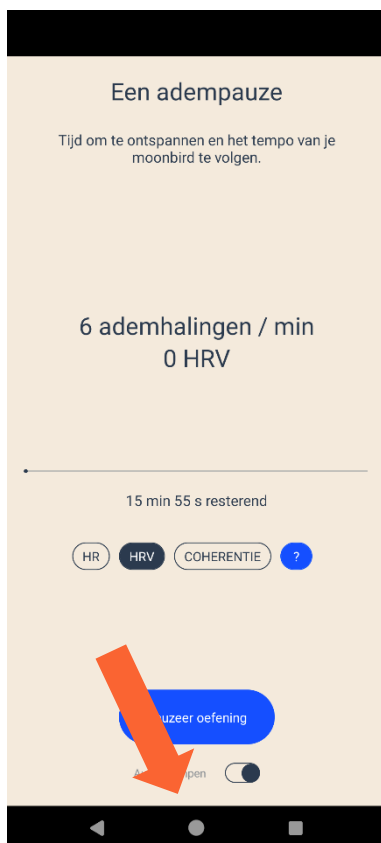 Een adempauze
Tijd om te ontspannen en het tempo van je
moonbird te volgen.
6 ademhalingen / min
0 HRV
15 min 55 s resterend
HR HRV COHERENTIE ?
oefening